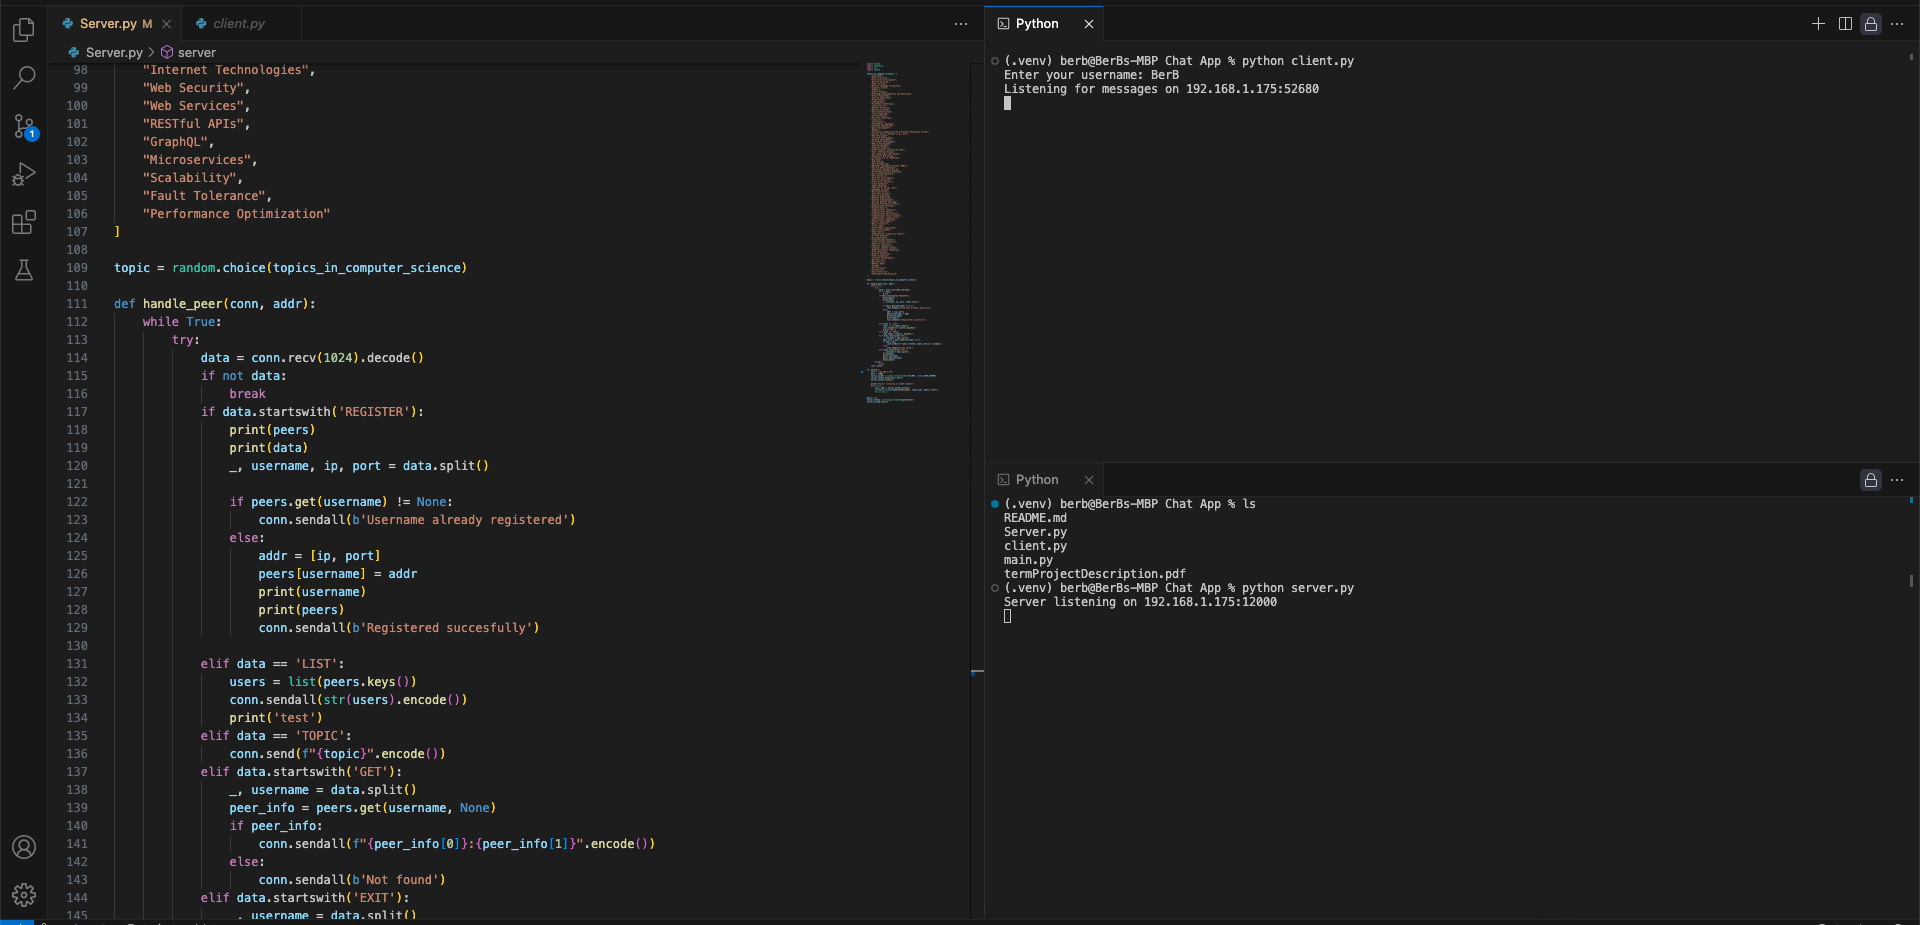 Server.py M
client.py
Server.py > server
98 "Internet Technologies",
99 "Web Security",
100 "Web Services",
101 "RESTful APIs",
102 "GraphQL",
103 "Microservices",
104 "Scalability",
105 "Fault Tolerance",
106 "Performance Optimization"
107 ]
108
109 topic = random.choice(topics_in_computer_science)
110
111 def handle_peer(conn, addr):
112 while True:
113 try:
114 data = conn.recv(1024).decode()
115 if not data:
116 break
117 if data.startswith('REGISTER'):
118 print(peers)
119 print(data)
120 _, username, ip, port = data.split()
121
122 if peers.get(username) != None:
123 conn.sendall(b'Username already registered')
124 else:
125 addr = [ip, port]
126 peers[username] = addr
127 print(username)
128 print(peers)
129 conn.sendall(b'Registered succesfully')
130
131 elif data == 'LIST':
132 users = list(peers.keys())
133 conn.sendall(str(users).encode())
134 print('test')
135 elif data == 'TOPIC':
136 conn.send(f"{topic}".encode())
137 elif data.startswith('GET'):
138 _, username = data.split()
139 peer_info = peers.get(username, None)
140 if peer_info:
141 conn.sendall(f"{peer_info[0]}:{peer_info[1]}".encode())
142 else:
143 conn.sendall(b'Not found')
144 elif data.startswith('EXIT'):
145 _, username = data.split()
1
Python
(.venv) berb@BerBs-MBP Chat App % python client.py
Enter your username: BerB
Listening for messages on 192.168.1.175:52680
Python
(.venv) berb@BerBs-MBP Chat App % ls
README.md
Server.py
client.py
main.py
termProjectDescription.pdf
(.venv) berb@BerBs-MBP Chat App % python server.py
Server listening on 192.168.1.175:12000